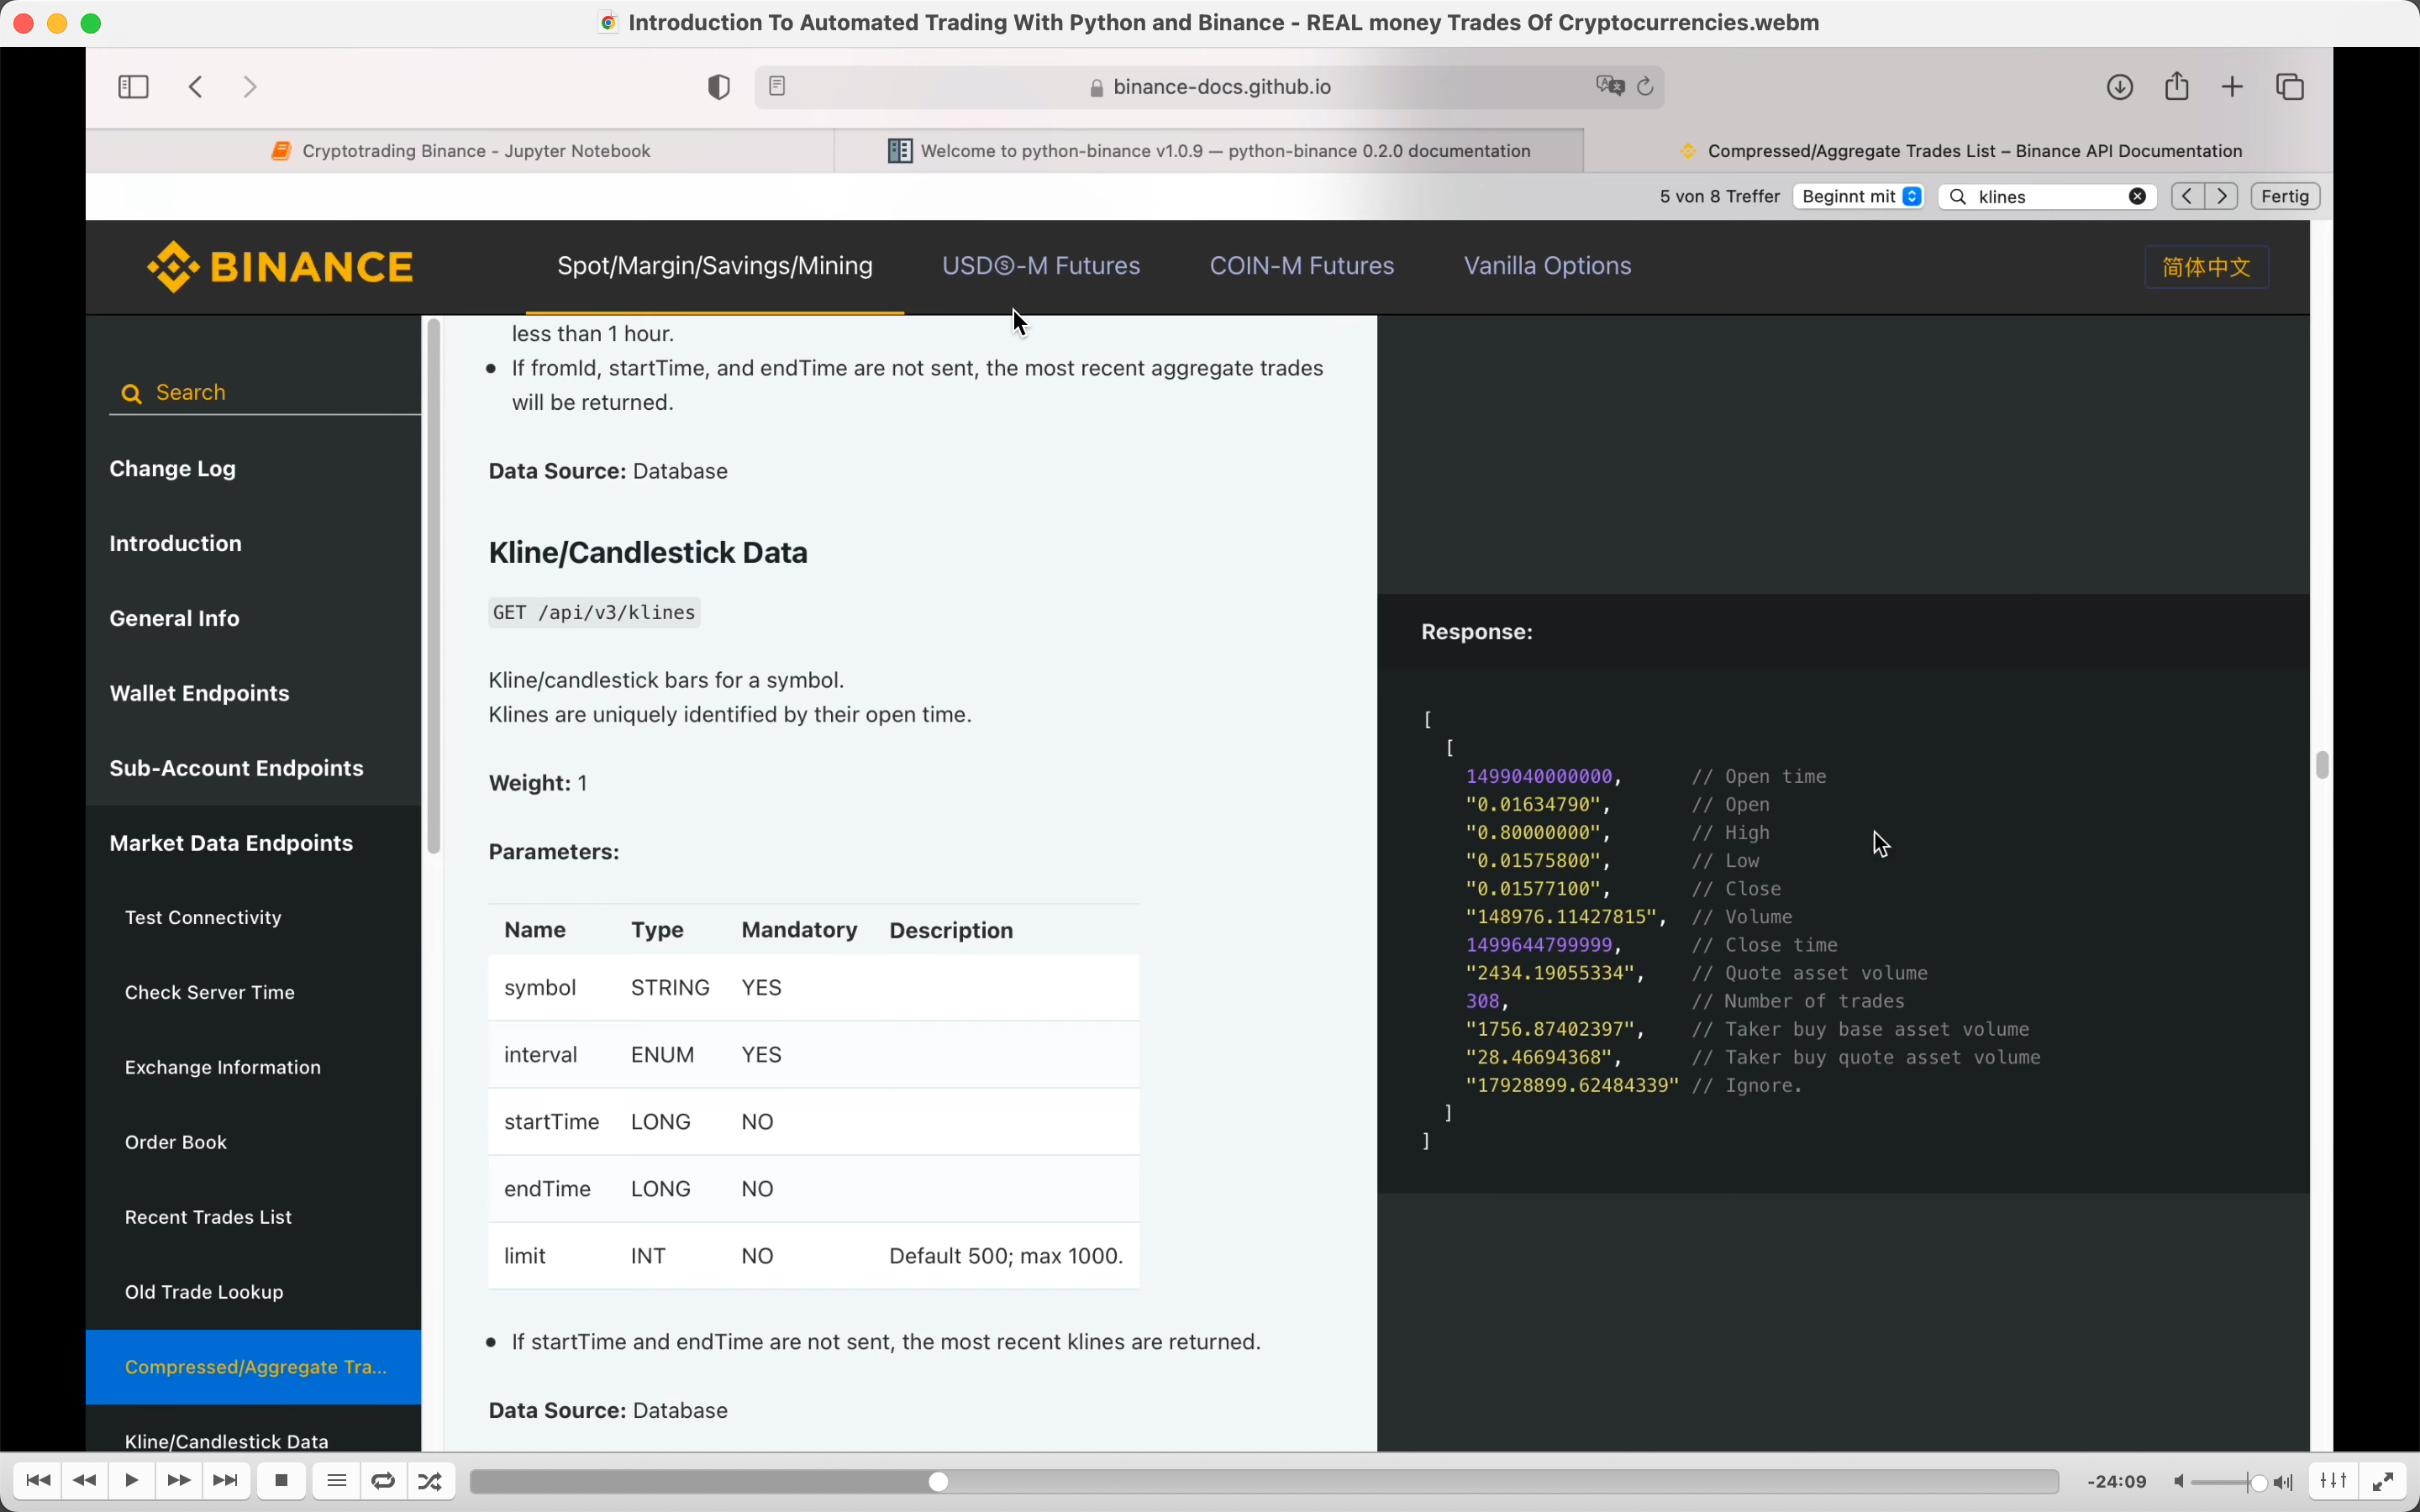 Introduction To Automated Trading With Python and Binance - REAL money Trades Of Cryptocurrencies.webm
binance-docs.github.io
Cryptotrading Binance - Jupyter Notebook
Welcome to python-binance v1.0.9 — python-binance 0.2.0 documentation
Compressed/Aggregate Trades List – Binance API Documentation
5 von 8 Treffer
Beginnt mit
klines
Fertig
BINANCE
Spot/Margin/Savings/Mining
USDⓈ-M Futures
COIN-M Futures
Vanilla Options
简体中文
Search
Change Log
Introduction
General Info
Wallet Endpoints
Sub-Account Endpoints
Market Data Endpoints
Test Connectivity
Check Server Time
Exchange Information
Order Book
Recent Trades List
Old Trade Lookup
Compressed/Aggregate Tra...
Kline/Candlestick Data
less than 1 hour.
• If fromId, startTime, and endTime are not sent, the most recent aggregate trades
will be returned.
Data Source: Database
Kline/Candlestick Data
GET /api/v3/klines
Kline/candlestick bars for a symbol.
Klines are uniquely identified by their open time.
Weight: 1
Parameters:
Name Type Mandatory Description
symbol STRING YES
interval ENUM YES
startTime LONG NO
endTime LONG NO
limit INT NO Default 500; max 1000.
• If startTime and endTime are not sent, the most recent klines are returned.
Data Source: Database
Response:
[
[
1499040000000, // Open time
"0.01634790", // Open
"0.80000000", // High
"0.01575800", // Low
"0.01577100", // Close
"148976.11427815", // Volume
1499644799999, // Close time
"2434.19055334", // Quote asset volume
308, // Number of trades
"1756.87402397", // Taker buy base asset volume
"28.46694368", // Taker buy quote asset volume
"17928899.62484339" // Ignore.
]
]
-24:09